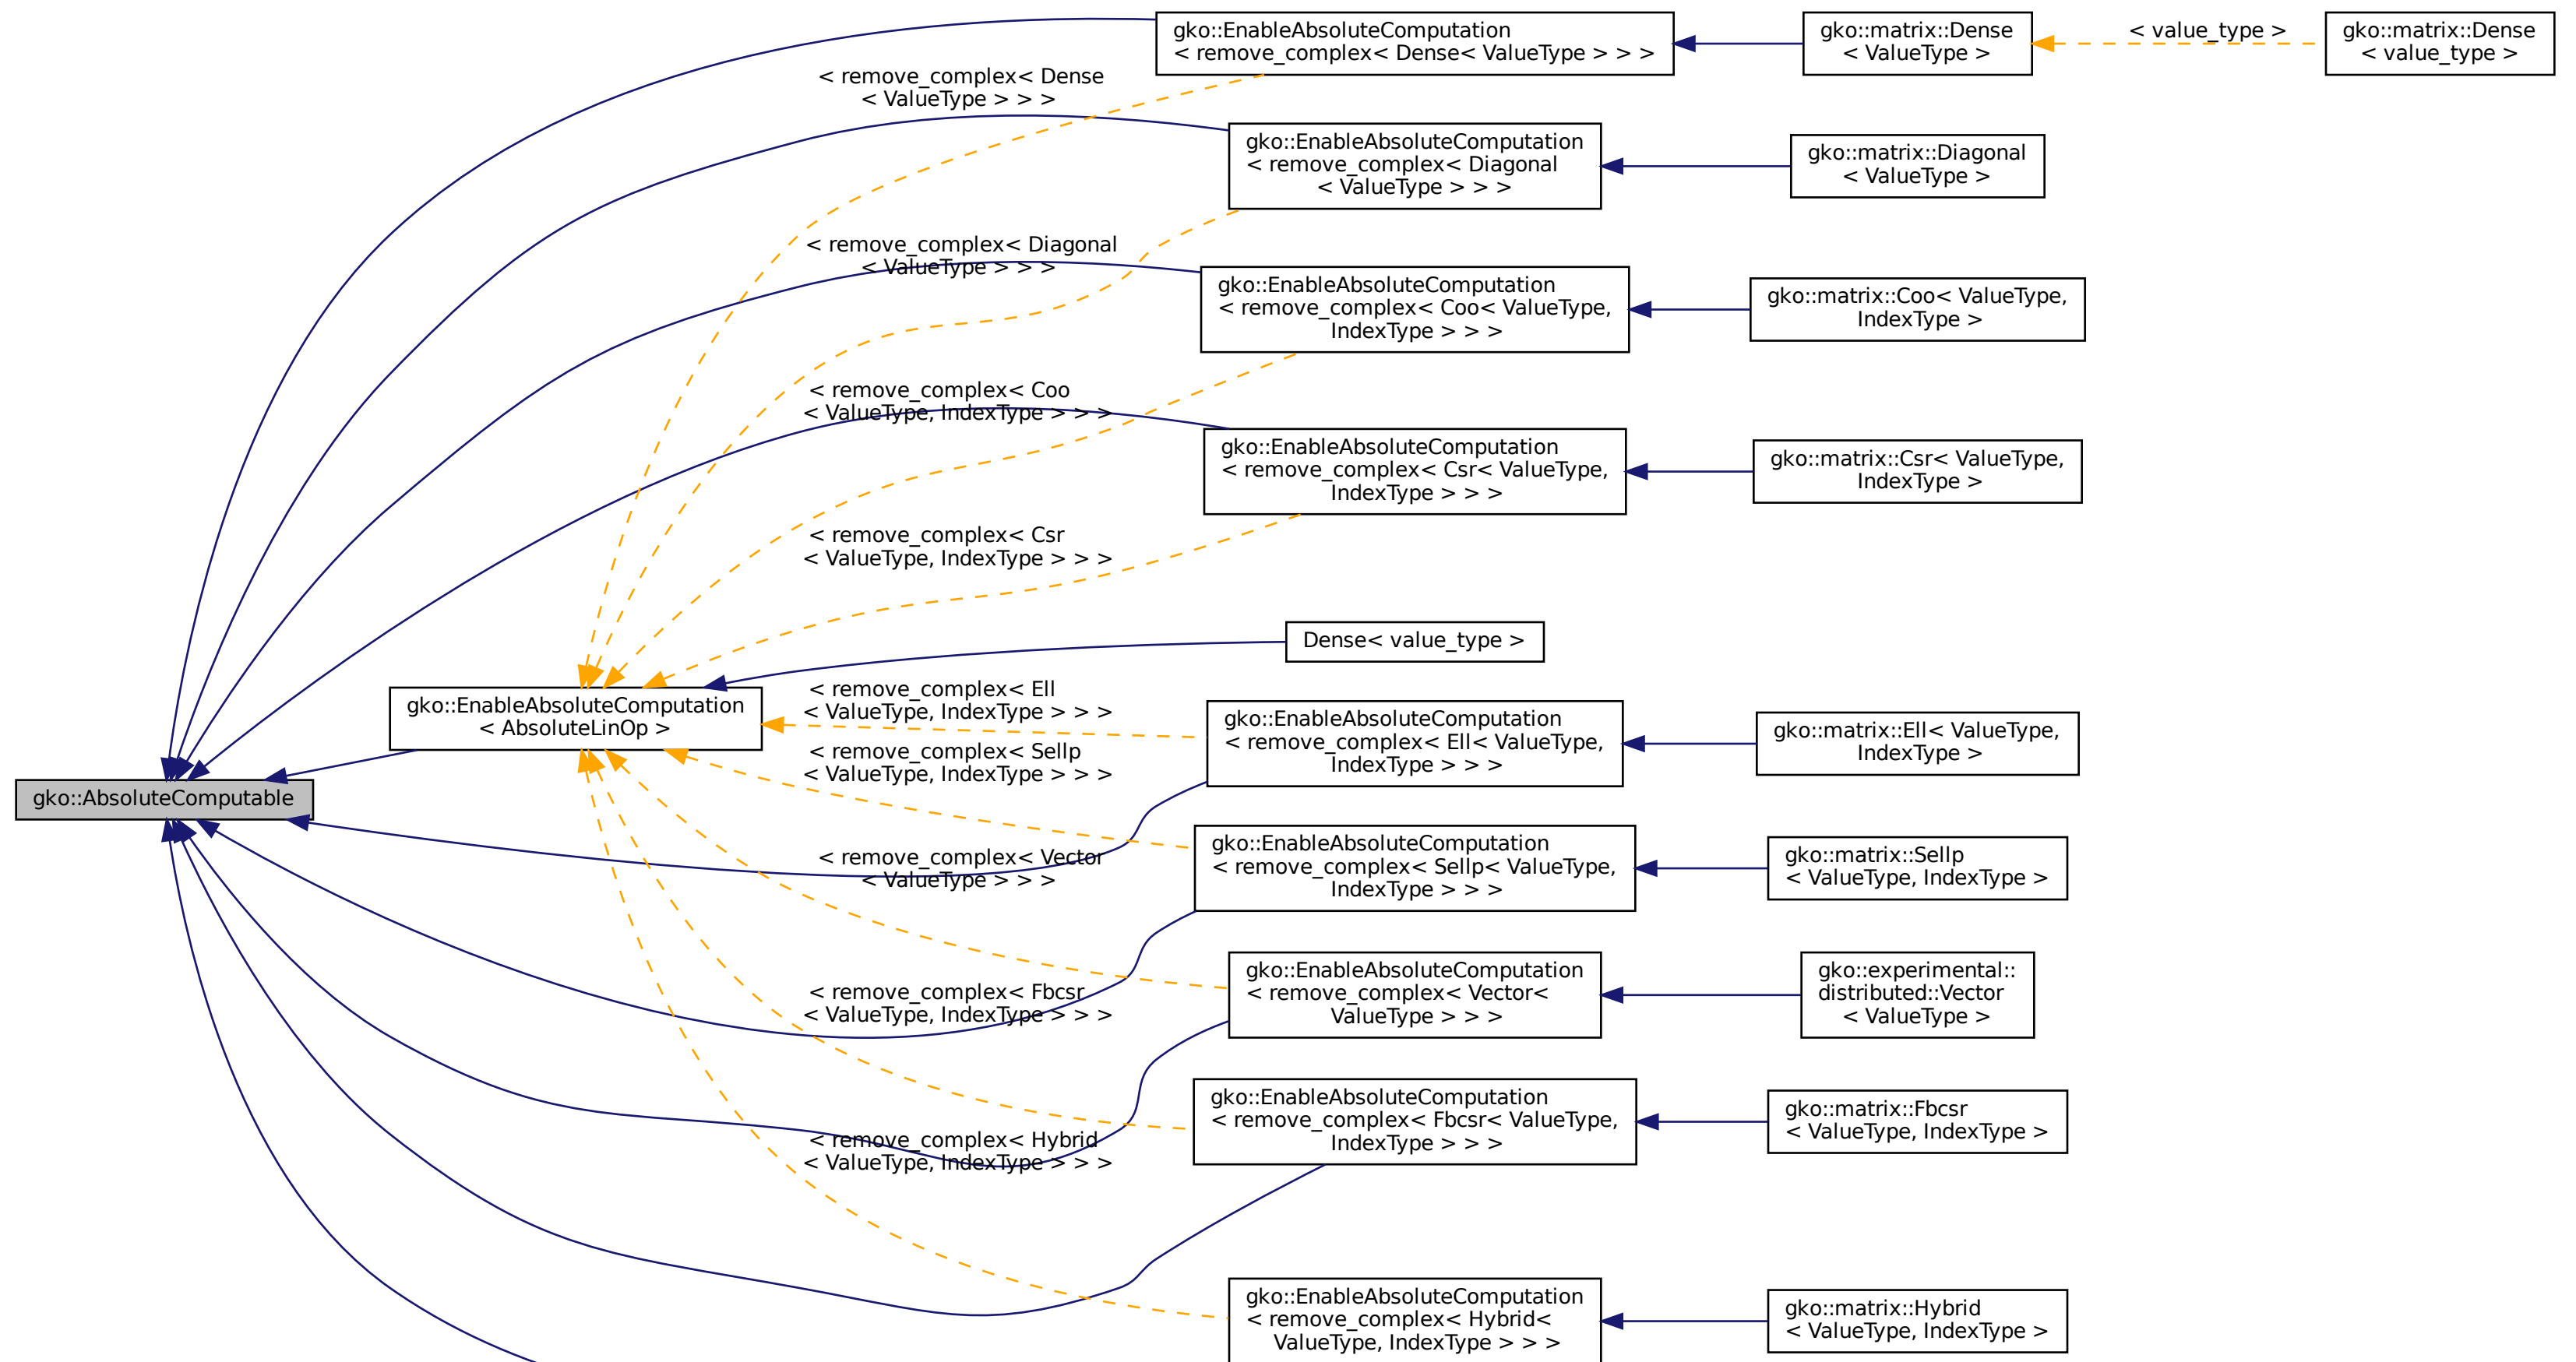 gko::EnableAbsoluteComputation
< remove_complex< Dense< ValueType > > >
gko::matrix::Dense
< ValueType >
< value_type >
gko::matrix::Dense
< value_type >
< remove_complex< Dense
< ValueType > > >
gko::EnableAbsoluteComputation
< remove_complex< Diagonal
< ValueType > > >
gko::matrix::Diagonal
< ValueType >
< remove_complex< Diagonal
< ValueType > > >
gko::EnableAbsoluteComputation
< remove_complex< Coo< ValueType,
IndexType > > >
gko::matrix::Coo< ValueType,
IndexType >
< remove_complex< Coo
< ValueType, IndexType > > >
gko::EnableAbsoluteComputation
< remove_complex< Csr< ValueType,
IndexType > > >
gko::matrix::Csr< ValueType,
IndexType >
< remove_complex< Csr
< ValueType, IndexType > > >
Dense< value_type >
gko::EnableAbsoluteComputation
< AbsoluteLinOp >
< remove_complex< Ell
< ValueType, IndexType > > >
gko::EnableAbsoluteComputation
< remove_complex< Ell< ValueType,
IndexType > > >
gko::matrix::Ell< ValueType,
IndexType >
< remove_complex< Sellp
< ValueType, IndexType > > >
gko::AbsoluteComputable
gko::EnableAbsoluteComputation
< remove_complex< Sellp< ValueType,
IndexType > > >
gko::matrix::Sellp
< ValueType, IndexType >
< remove_complex< Vector
< ValueType > > >
gko::EnableAbsoluteComputation
< remove_complex< Vector<
ValueType > > >
gko::experimental::
distributed::Vector
< ValueType >
< remove_complex< Fbcsr
< ValueType, IndexType > > >
gko::EnableAbsoluteComputation
< remove_complex< Fbcsr< ValueType,
IndexType > > >
gko::matrix::Fbcsr
< ValueType, IndexType >
< remove_complex< Hybrid
< ValueType, IndexType > > >
gko::EnableAbsoluteComputation
< remove_complex< Hybrid<
ValueType, IndexType > > >
gko::matrix::Hybrid
< ValueType, IndexType >